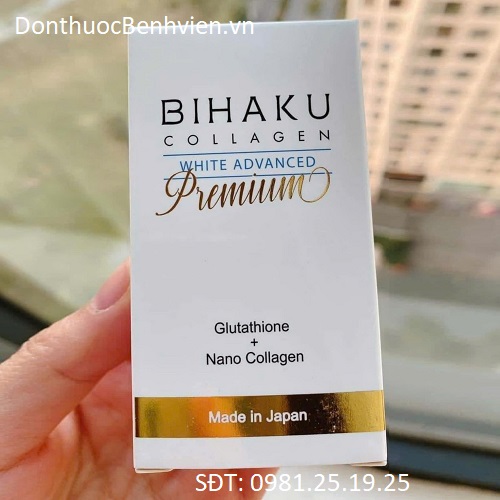 DonthuocBenhvien.vn
BIHAKU
COLLAGEN
WHITE ADVANCED
Premium
Glutathione
+
Nano Collagen
Made in Japan
SĐT: 0981.25.19.25